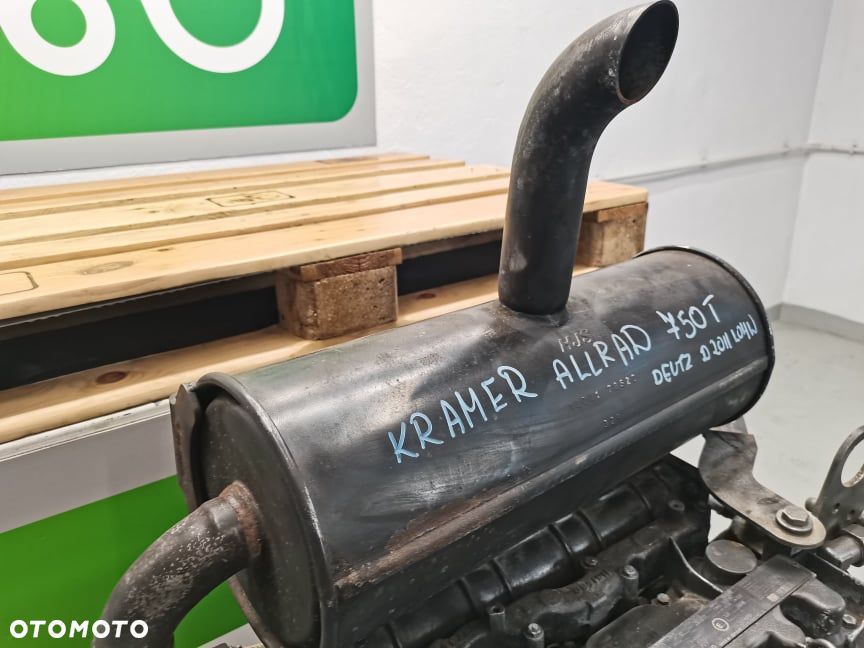 HJS
KRAMER ALLRAD 750T
DEUTZ D 2011 L04W
OTOMOTO